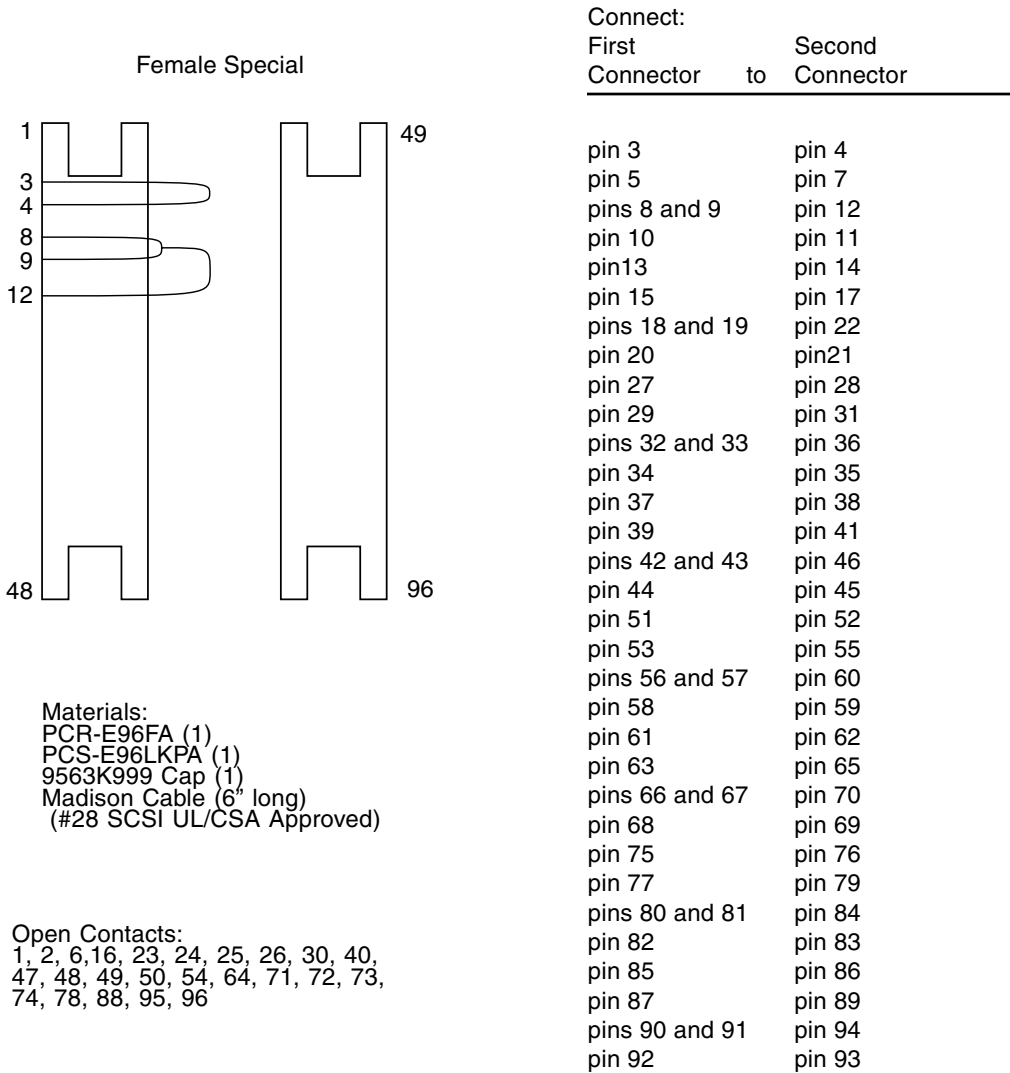 Female Special
1
3
4
8
9
12
48
49
96
Materials:
PCR-E96FA (1)
PCS-E96LKPA (1)
9563K999 Cap (1)
Madison Cable (6” long)
(#28 SCSI UL/CSA Approved)
Open Contacts:
1, 2, 6,16, 23, 24, 25, 26, 30, 40,
47, 48, 49, 50, 54, 64, 71, 72, 73,
74, 78, 88, 95, 96
Connect:
First Second
Connector to Connector
pin 3 pin 4
pin 5 pin 7
pins 8 and 9 pin 12
pin 10 pin 11
pin13 pin 14
pin 15 pin 17
pins 18 and 19 pin 22
pin 20 pin21
pin 27 pin 28
pin 29 pin 31
pins 32 and 33 pin 36
pin 34 pin 35
pin 37 pin 38
pin 39 pin 41
pins 42 and 43 pin 46
pin 44 pin 45
pin 51 pin 52
pin 53 pin 55
pins 56 and 57 pin 60
pin 58 pin 59
pin 61 pin 62
pin 63 pin 65
pins 66 and 67 pin 70
pin 68 pin 69
pin 75 pin 76
pin 77 pin 79
pins 80 and 81 pin 84
pin 82 pin 83
pin 85 pin 86
pin 87 pin 89
pins 90 and 91 pin 94
pin 92 pin 93